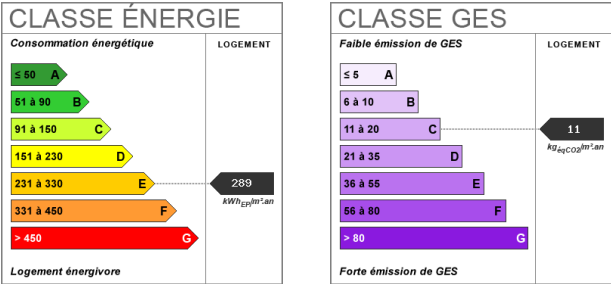 CLASSE ÉNERGIE
Consommation énergétique
LOGEMENT
≤ 50 A
51 à 90 B
91 à 150 C
151 à 230 D
231 à 330 E
289
kWhEP/m².an
331 à 450 F
> 450 G
Logement énergivore
CLASSE GES
Faible émission de GES
LOGEMENT
≤ 5 A
6 à 10 B
11 à 20 C
11
kgéqCO2/m².an
21 à 35 D
36 à 55 E
56 à 80 F
> 80 G
Forte émission de GES